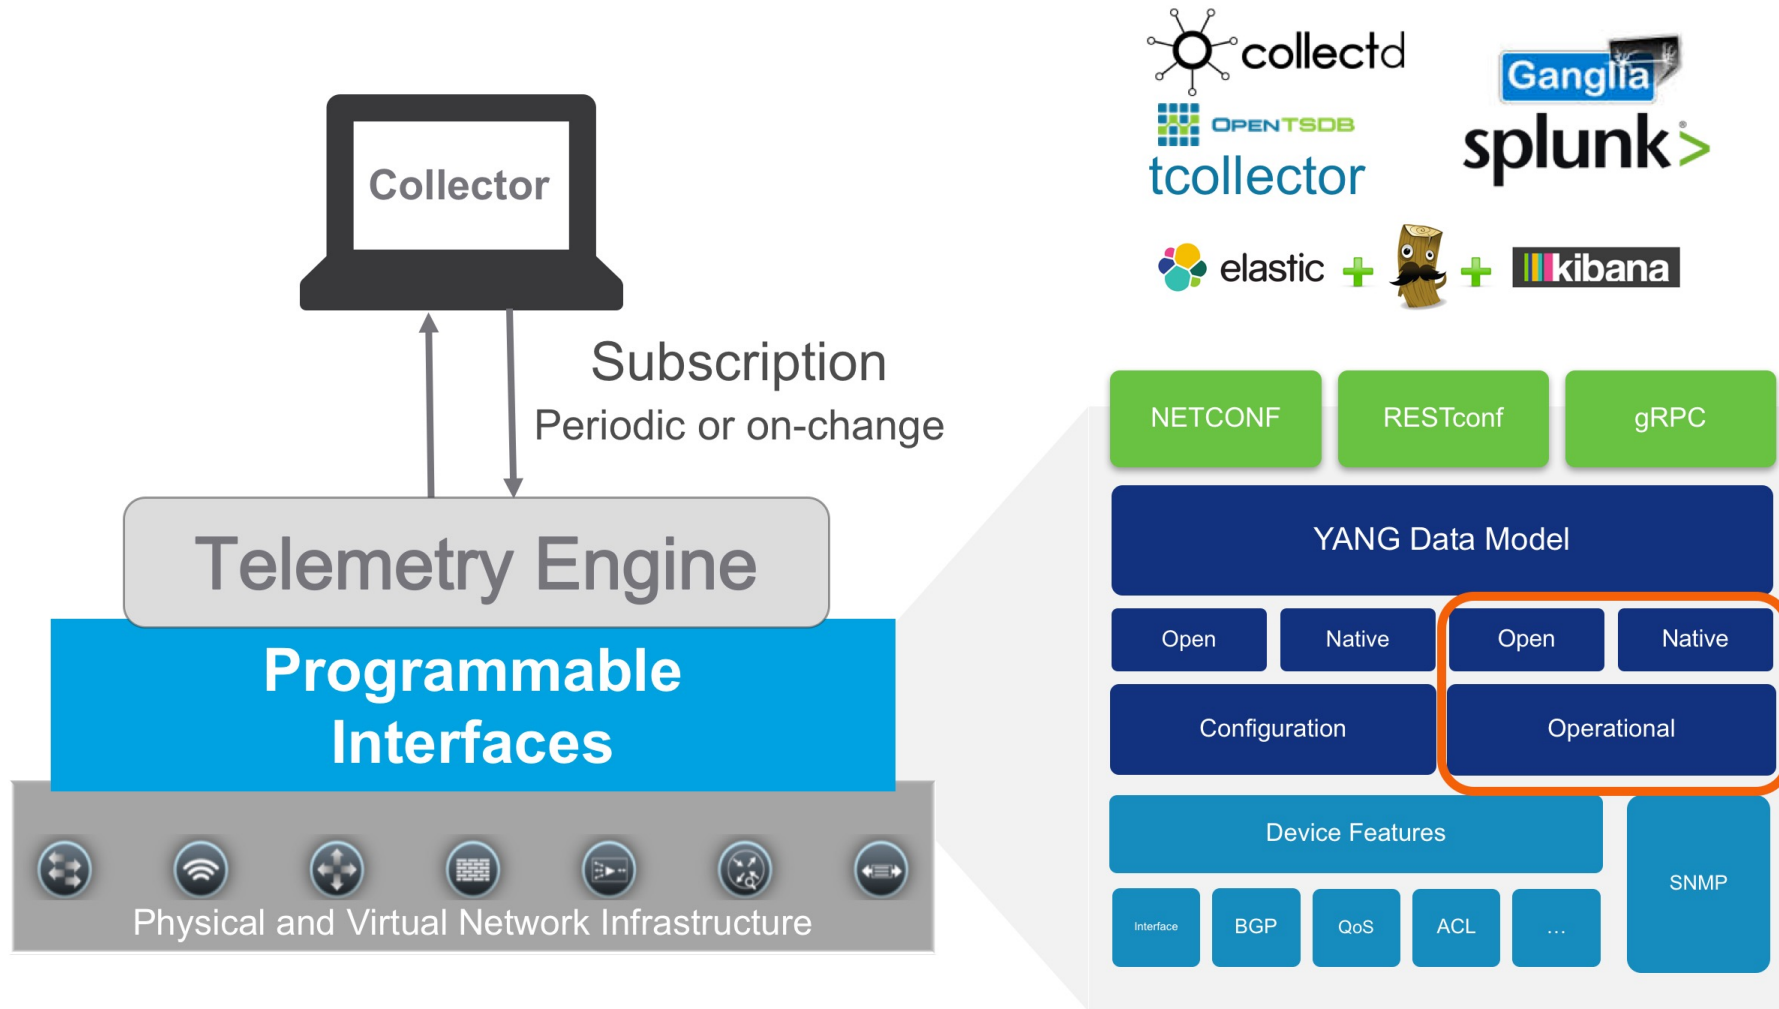 Collector
Subscription
Periodic or on-change
Telemetry Engine
Programmable
Interfaces
Physical and Virtual Network Infrastructure
collectd
Ganglia
OPENTSDB
tcollector
splunk>
elastic + + kibana
NETCONF
RESTconf
gRPC
YANG Data Model
Open
Native
Open
Native
Configuration
Operational
Device Features
SNMP
Interface
BGP
QoS
ACL
...